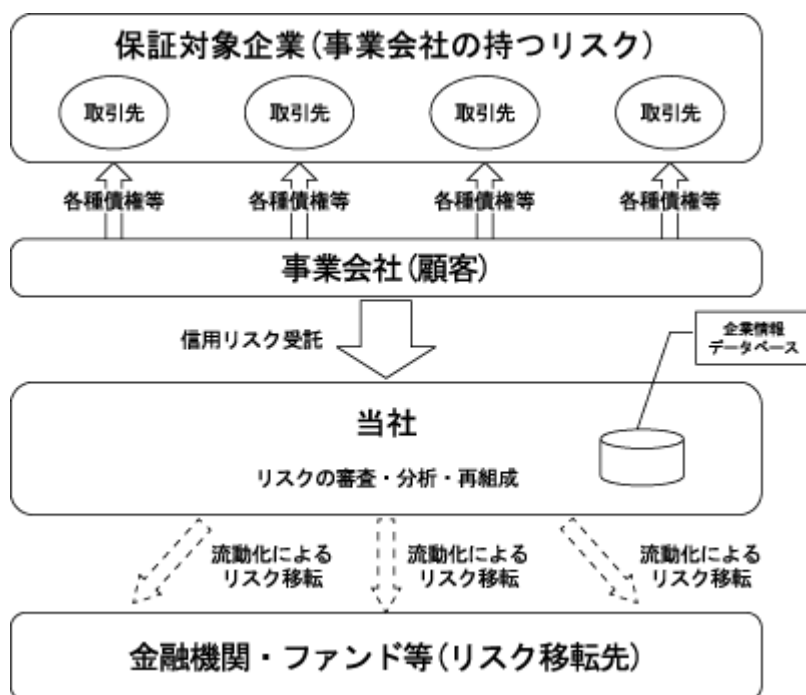 保証対象企業(事業会社の持つリスク)
取引先 取引先 取引先 取引先
各種債権等 各種債権等 各種債権等 各種債権等
事業会社(顧客)
信用リスク受託
企業情報
データベース
当社
リスクの審査・分析・再組成
流動化による
リスク移転
流動化による
リスク移転
流動化による
リスク移転
金融機関・ファンド等(リスク移転先)